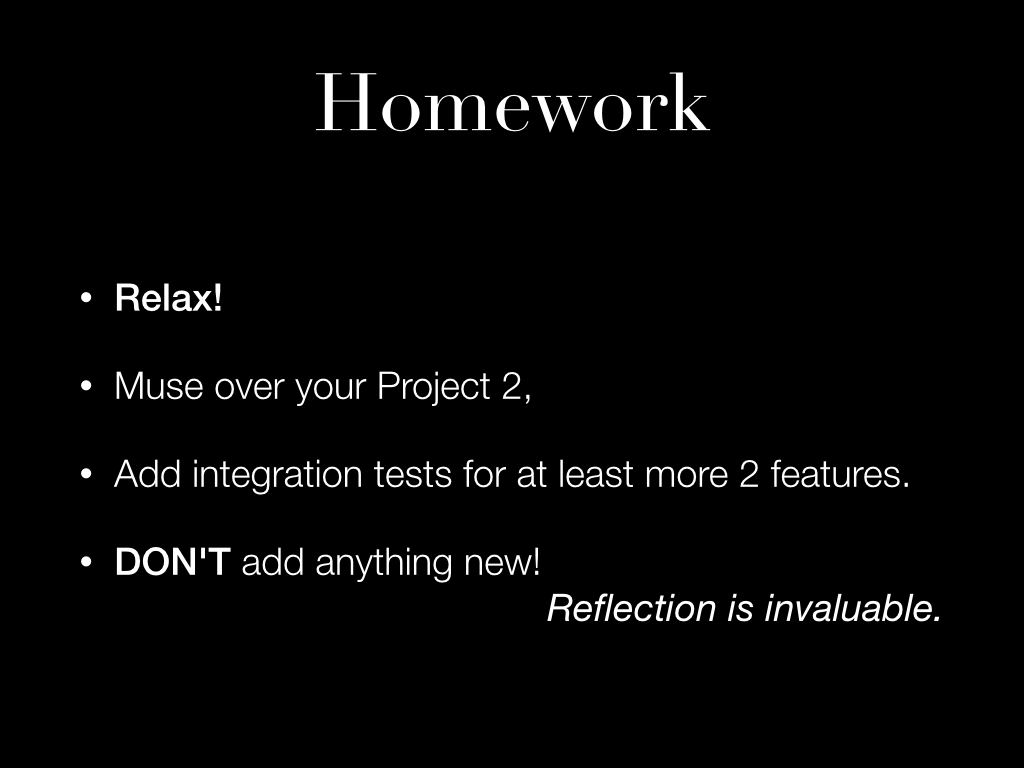 Homework
• Relax!
• Muse over your Project 2,
• Add integration tests for at least more 2 features.
• DON'T add anything new!
Reflection is invaluable.